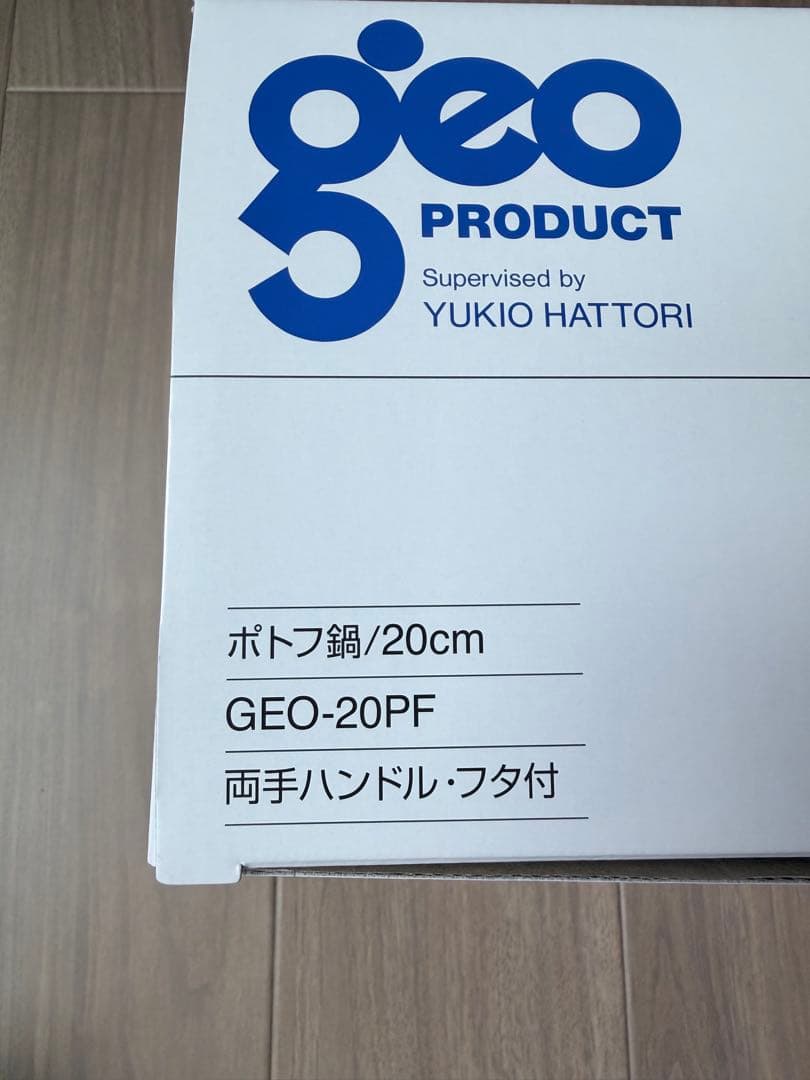 geo
PRODUCT
Supervised by
YUKIO HATTORI
ポトフ鍋/20cm
GEO-20PF
両手ハンドル・フタ付